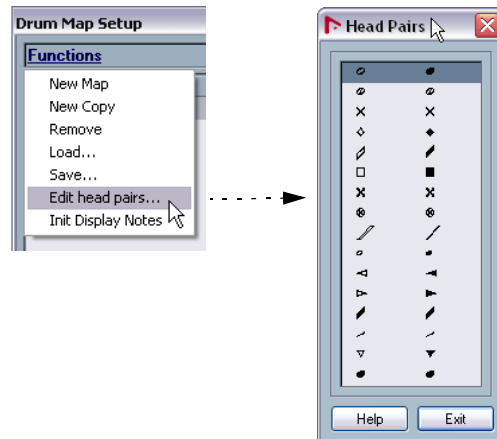 Drum Map Setup
Functions
New Map
New Copy
Remove
Load...
Save...
Edit head pairs...
Init Display Notes
Head Pairs
Help
Exit